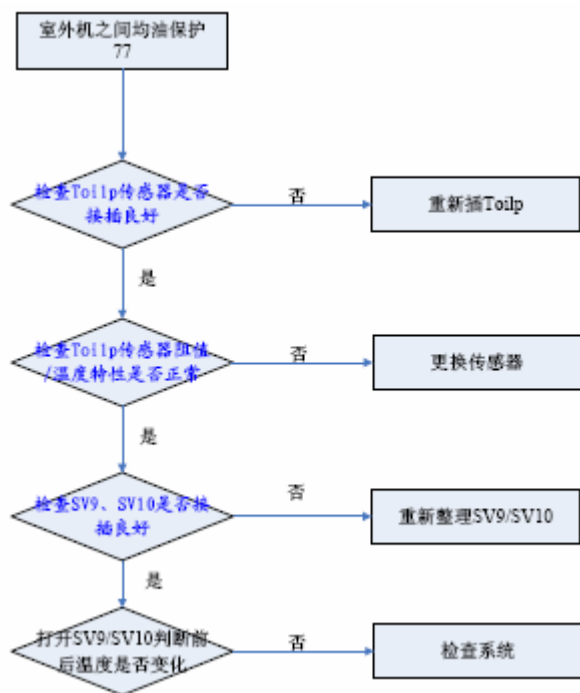 室外机之间均油保护
77
检查Toilp传感器是否
接插良好
否
重新插Toilp
是
检查Toilp传感器阻值
/温度特性是否正常
否
更换传感器
是
检查SV9、SV10是否接
插良好
否
重新整理SV9/SV10
是
打开SV9/SV10判断前
后温度是否变化
否
检查系统